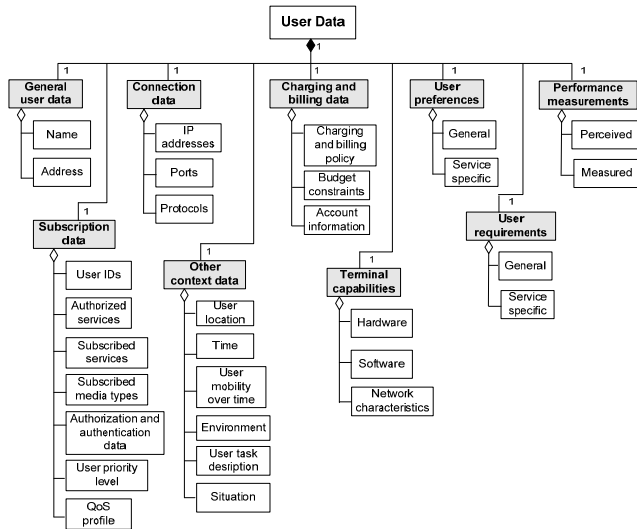 User Data
1
1
1
1
1
1
General
user data
Connection
data
Charging and
billing data
User
preferences
Performance
measurements
Name
Address
IP
addresses
Ports
Protocols
Charging
and billing
policy
Budget
constraints
Account
information
General
Service
specific
Perceived
Measured
1
Subscription
data
User IDs
Authorized
services
Subscribed
services
Subscribed
media types
Authorization and
authentication
data
User priority
level
QoS
profile
1
Other
context data
User
location
Time
User
mobility
over time
Environment
User task
desription
Situation
1
Terminal
capabilities
Hardware
Software
Network
characteristics
1
User
requirements
General
Service
specific